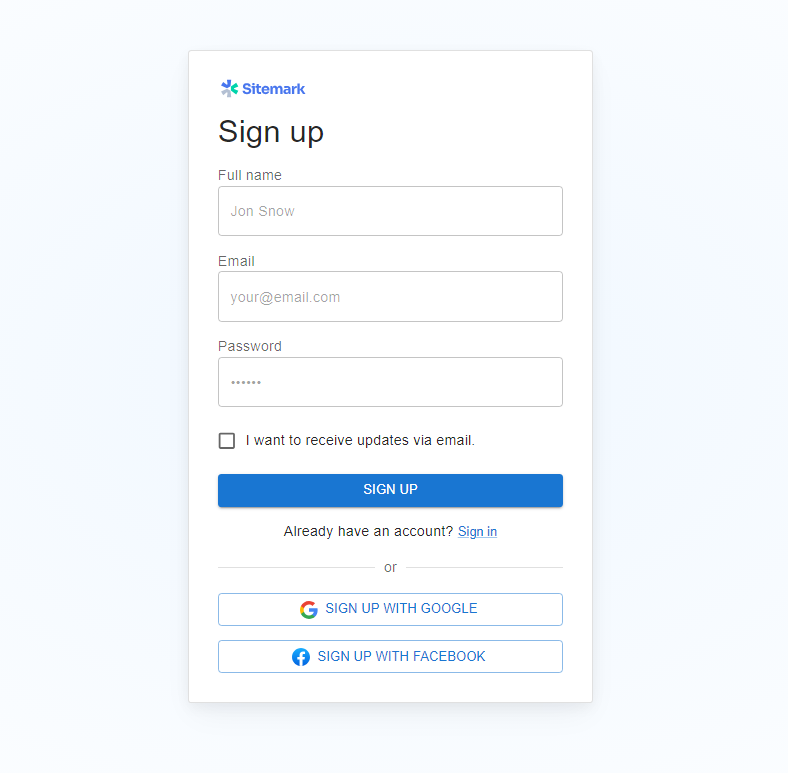 Sitemark
Sign up
Full name
Jon Snow
Email
your@email.com
Password
••••••
I want to receive updates via email.
SIGN UP
Already have an account? Sign in
or
SIGN UP WITH GOOGLE
SIGN UP WITH FACEBOOK